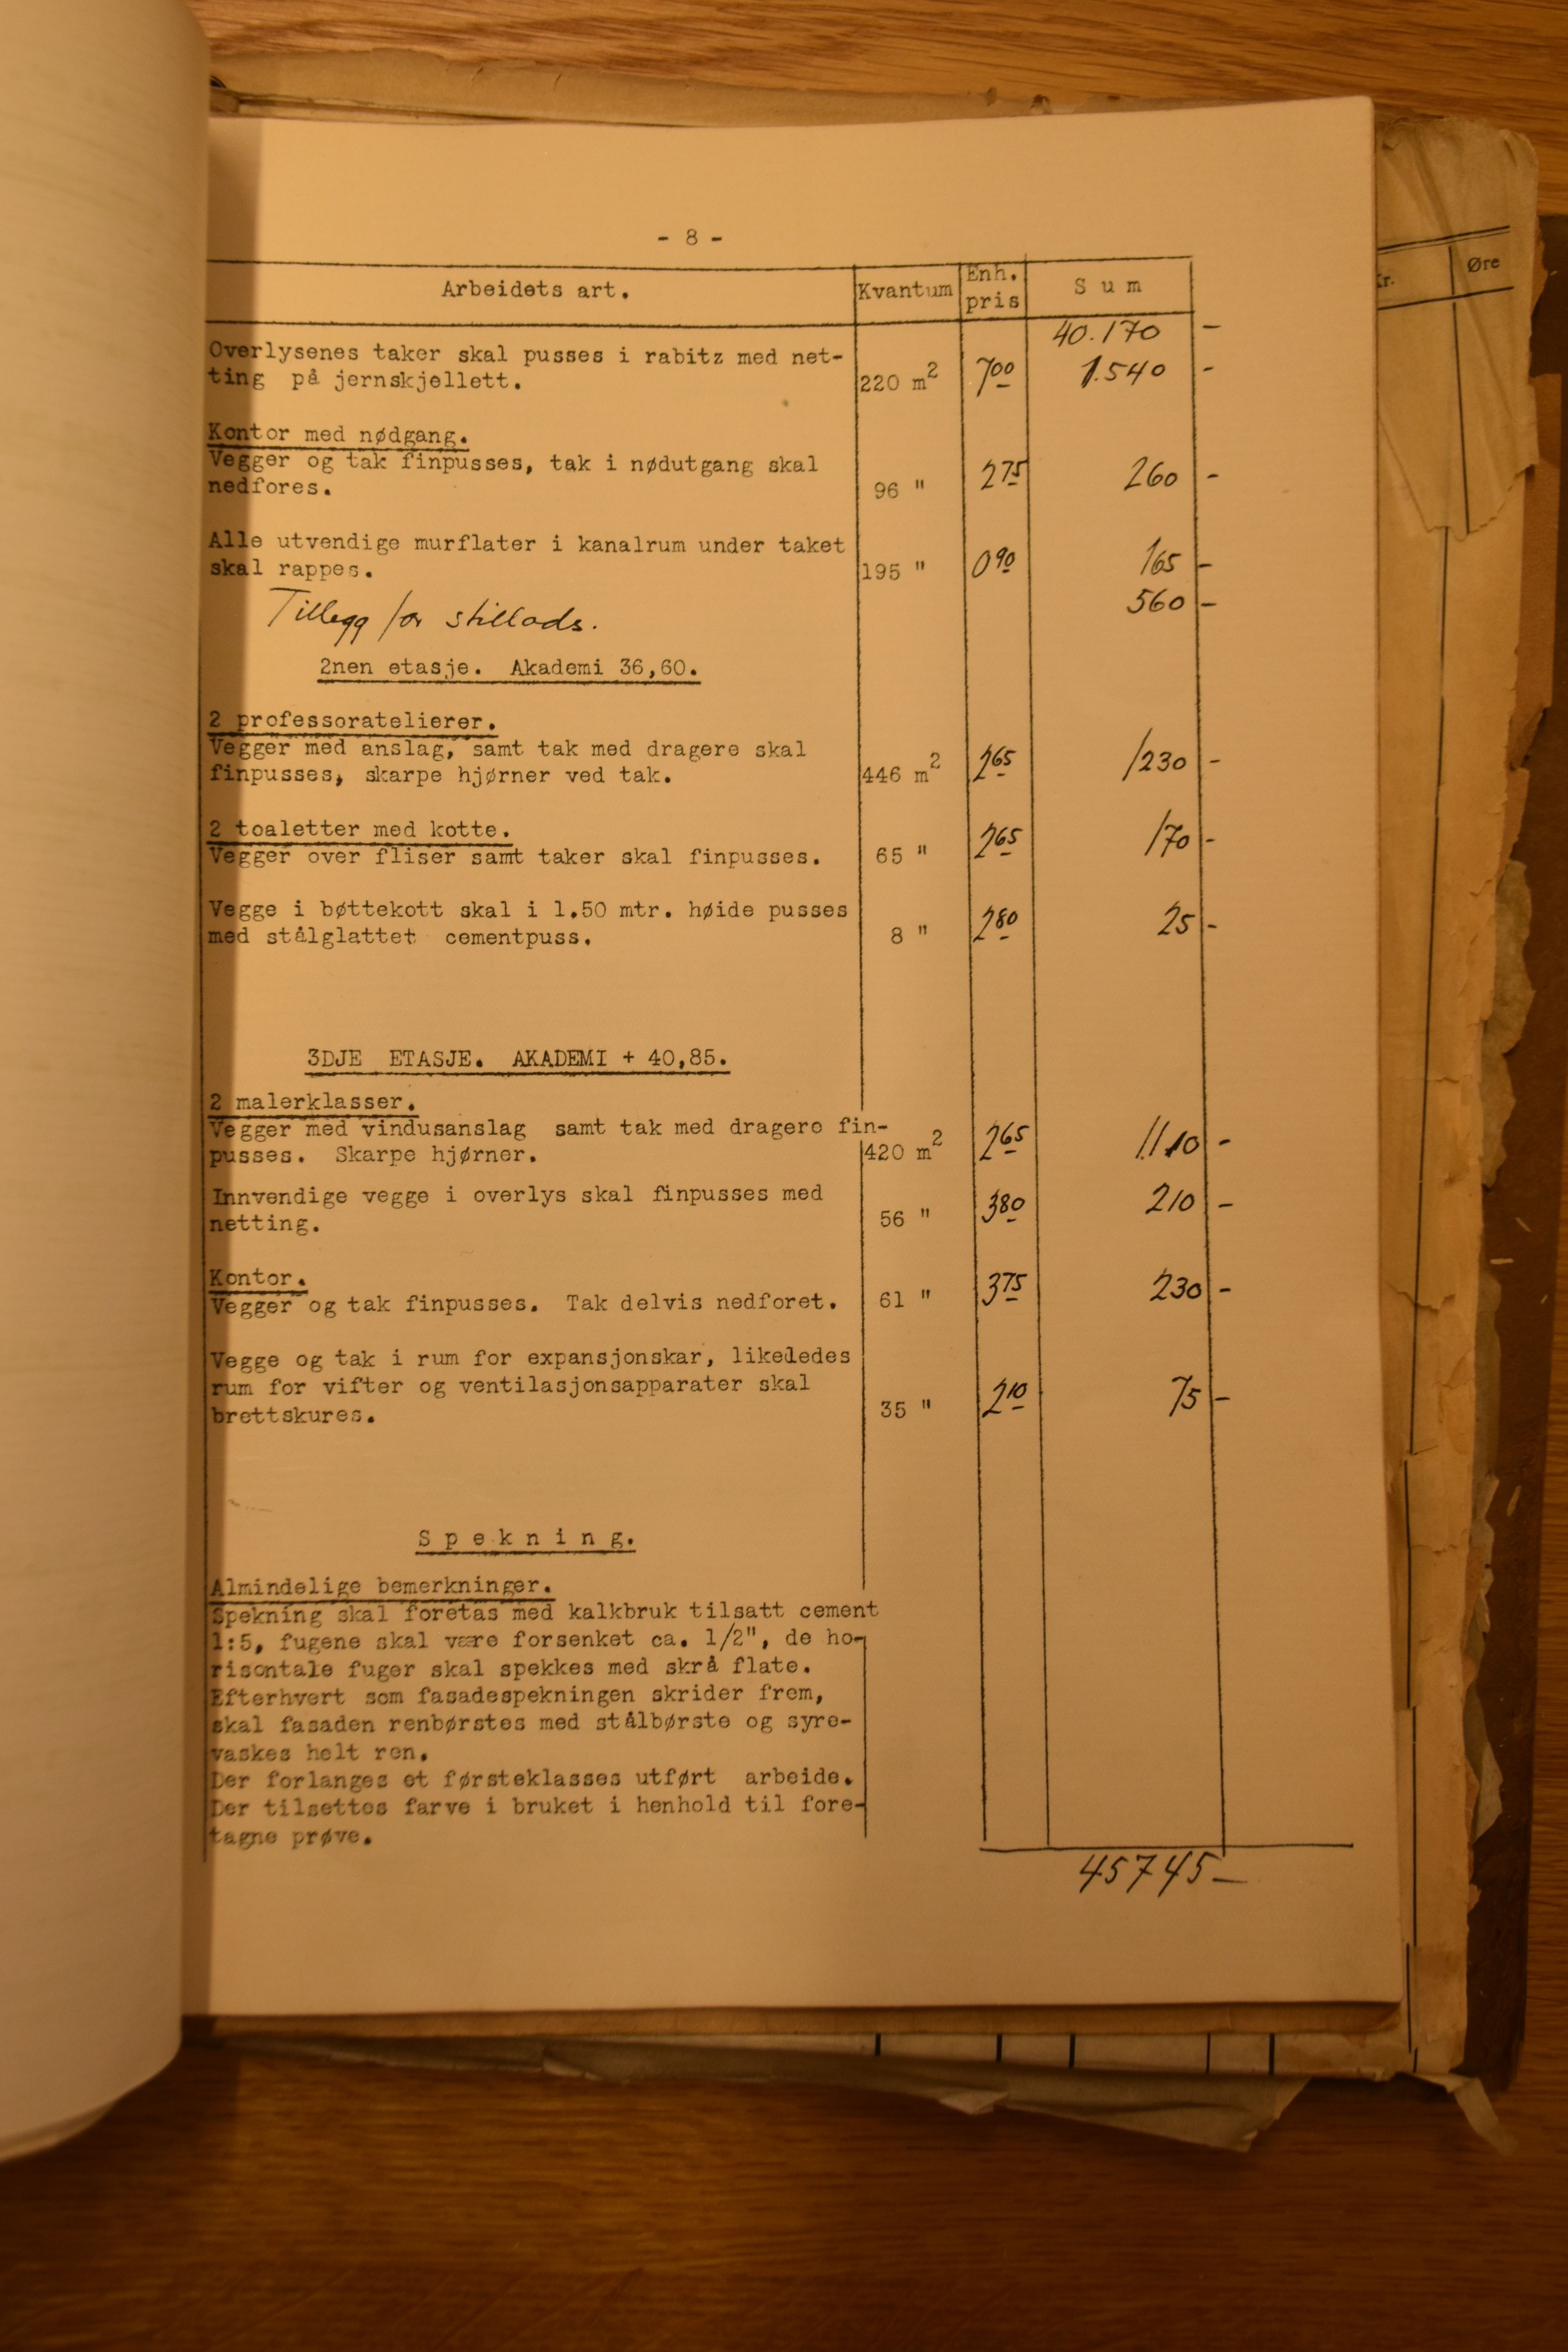 - 8 -
Arbeidets art. Kvantum Enh. pris Sum
Kr. Øre
40.170 -
Overlysenes taker skal pusses i rabitz med net-
ting på jernskjellett. 220 m2 7 00 1.540 -
Kontor med nødgang.
Vegger og tak finpusses, tak i nødutgang skal
nedfores. 96 " 2 75 260 -
Alle utvendige murflater i kanalrum under taket
skal rappes. 195 " 0 90 165 -
Tillegg for stillads. 560 -
2nen etasje. Akademi 36,60.
2 professoratelierer.
Vegger med anslag, samt tak med dragere skal
finpusses, skarpe hjørner ved tak. 446 m2 2 65 1230 -
2 toaletter med kotte.
Vegger over fliser samt taker skal finpusses. 65 " 2 65 170 -
Vegge i bøttekott skal i 1.50 mtr. høide pusses
med stålglattet cementpuss. 8 " 2 80 25 -
3DJE ETASJE. AKADEMI + 40,85.
2 malerklasser.
Vegger med vindusanslag samt tak med dragere fin-
pusses. Skarpe hjørner. 420 m2 2 65 1.110 -
Innvendige vegge i overlys skal finpusses med
netting. 56 " 3 80 210 -
Kontor.
Vegger og tak finpusses. Tak delvis nedforet. 61 " 3 75 230 -
Vegge og tak i rum for expansjonskar, likeledes
rum for vifter og ventilasjonsapparater skal
brettskures. 35 " 2 10 75 -
Spekning.
Almindelige bemerkninger.
Spekning skal foretas med kalkbruk tilsatt cement
1:5, fugene skal være forsenket ca. 1/2", de ho-
risontale fuger skal spekkes med skrå flate.
Efterhvert som fasadespekningen skrider frem,
skal fasaden renbørstes med stålbørste og syre-
vaskes helt ren.
Der forlanges et førsteklasses utført arbeide.
Der tilsettes farve i bruket i henhold til fore-
tagne prøve.
45745 -